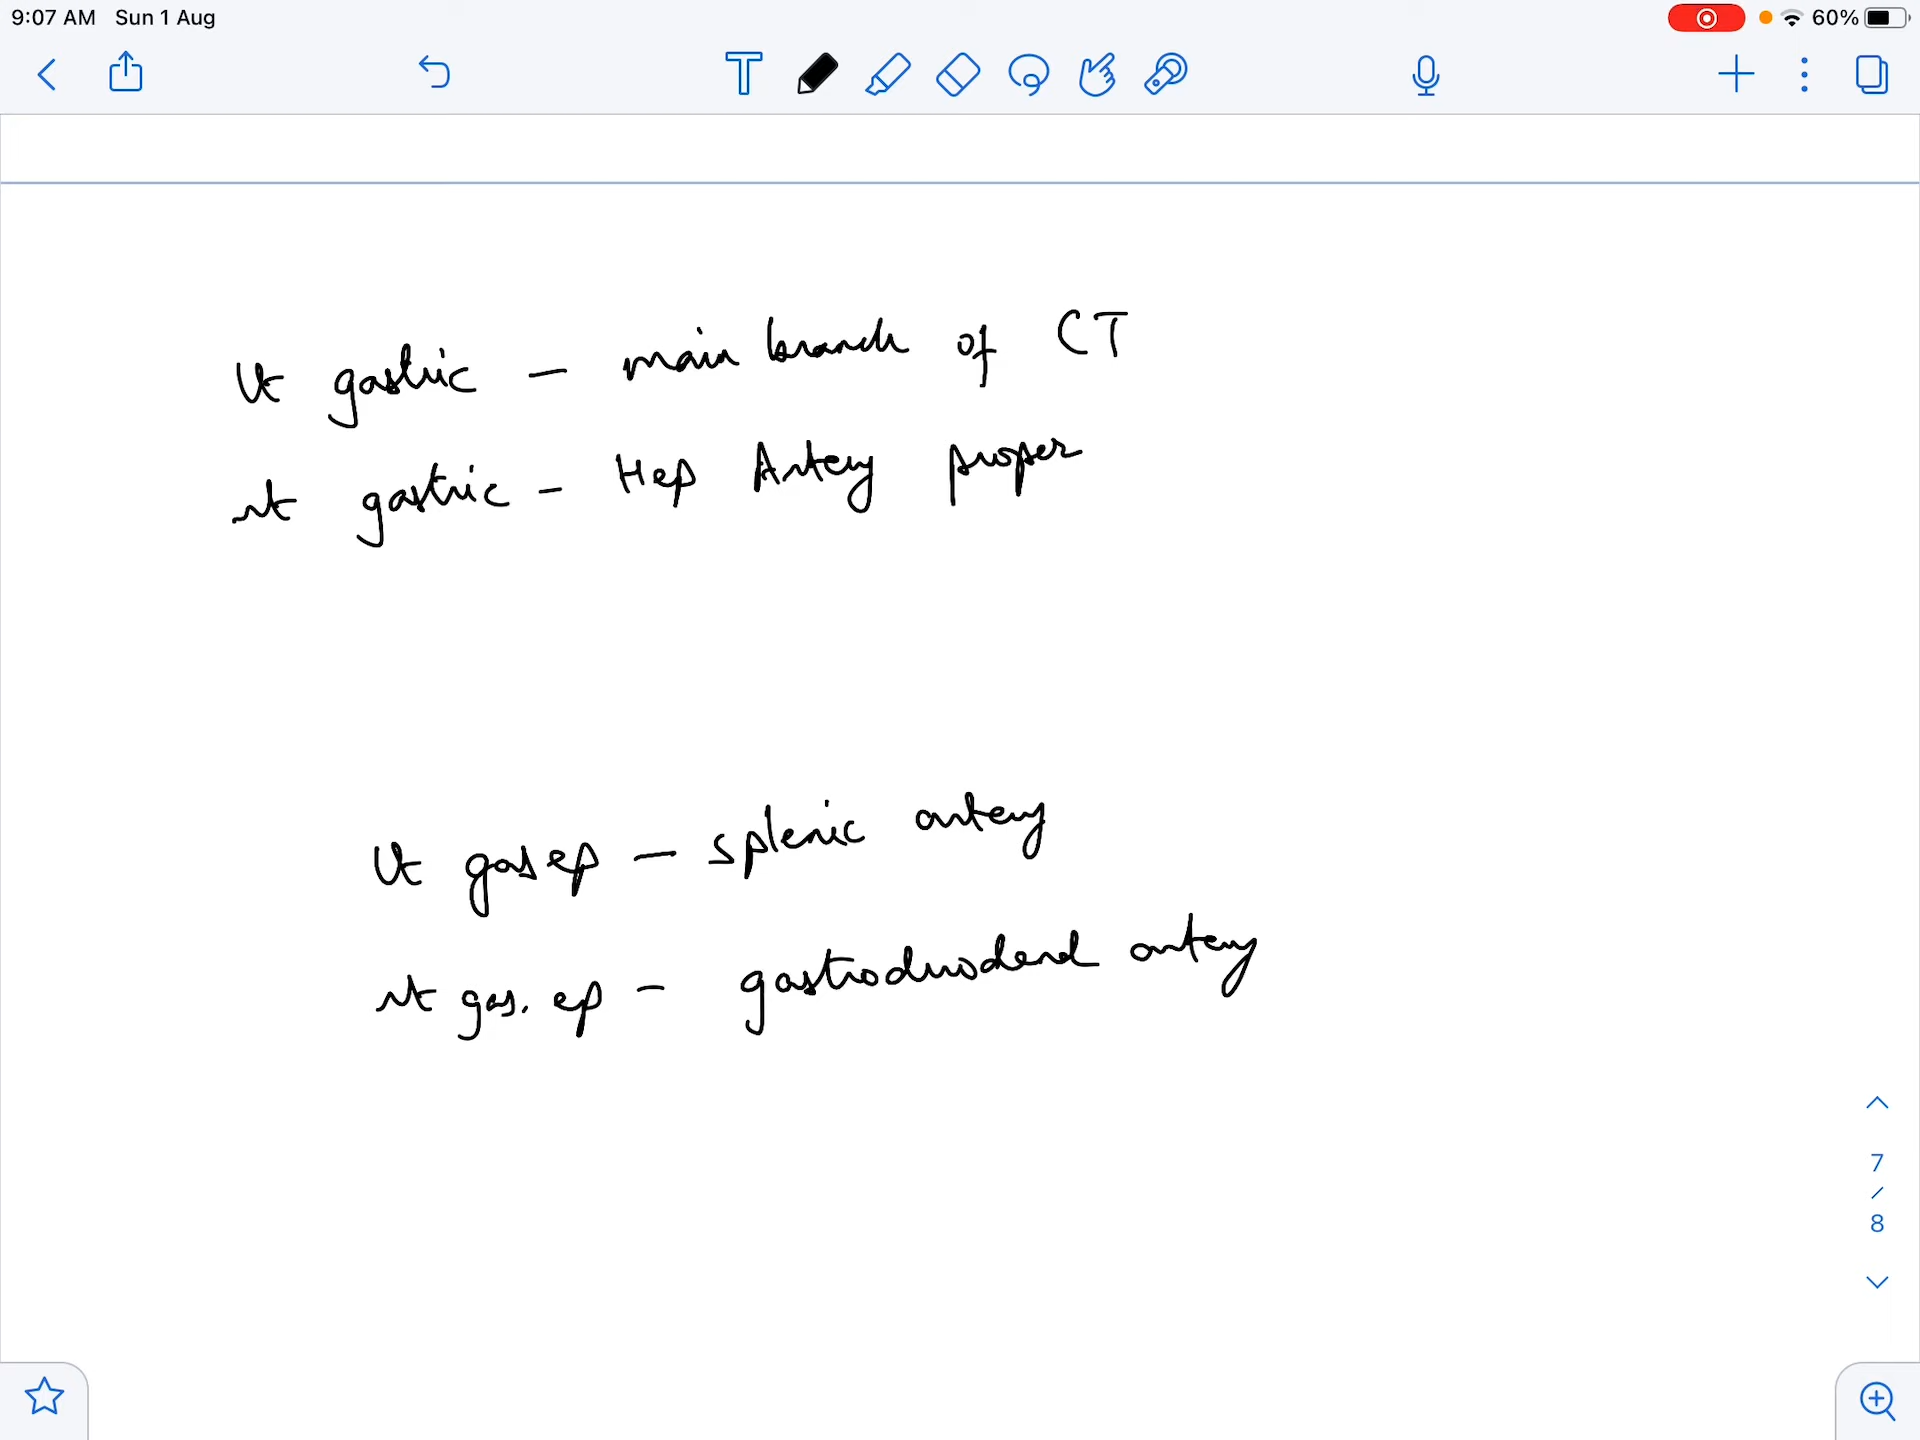 9:07 AM Sun 1 Aug 60%
T
lt gastric - main branch of CT
rt gastric - Hep Artery proper
lt gas ep - splenic artery
rt gas. ep - gastroduodenal artery
7
/
8